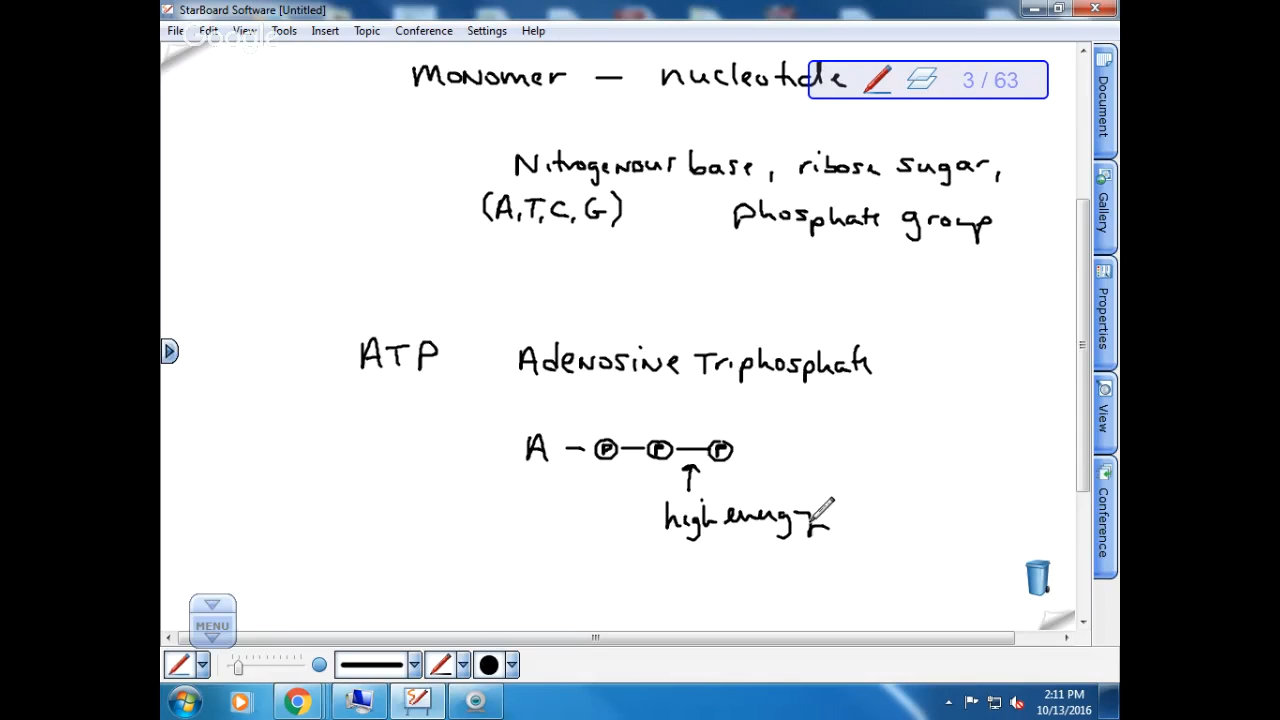 StarBoard Software [Untitled]
File Edit View Tools Insert Topic Conference Settings Help
Google
Monomer — nucleotide
3 / 63
Nitrogenous base, ribose sugar,
(A,T,C,G) phosphate group
ATP Adenosine Triphosphate
A - P - P - P
high energy
MENU
Document
Gallery
Properties
View
Conference
2:11 PM
10/13/2016